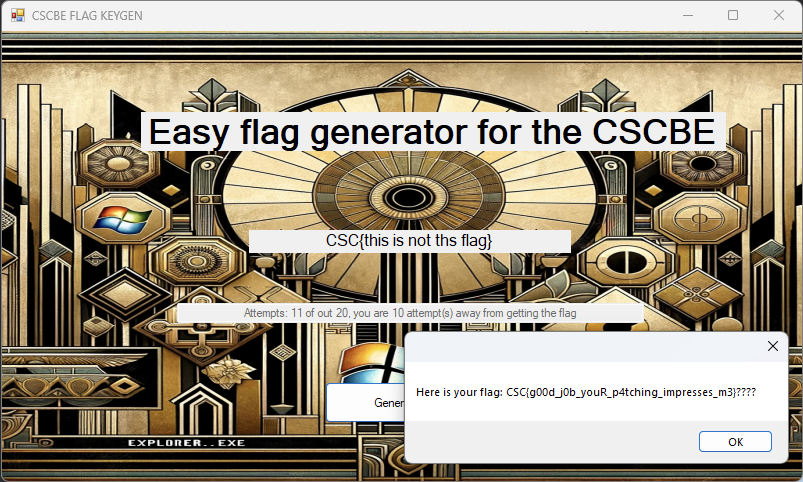 CSCBE FLAG KEYGEN
Easy flag generator for the CSCBE
CSC{this is not ths flag}
Attempts: 11 of out 20, you are 10 attempt(s) away from getting the flag
Here is your flag: CSC{g00d_j0b_youR_p4tching_impresses_m3}????
Gener
OK
EXPLORER..EXE